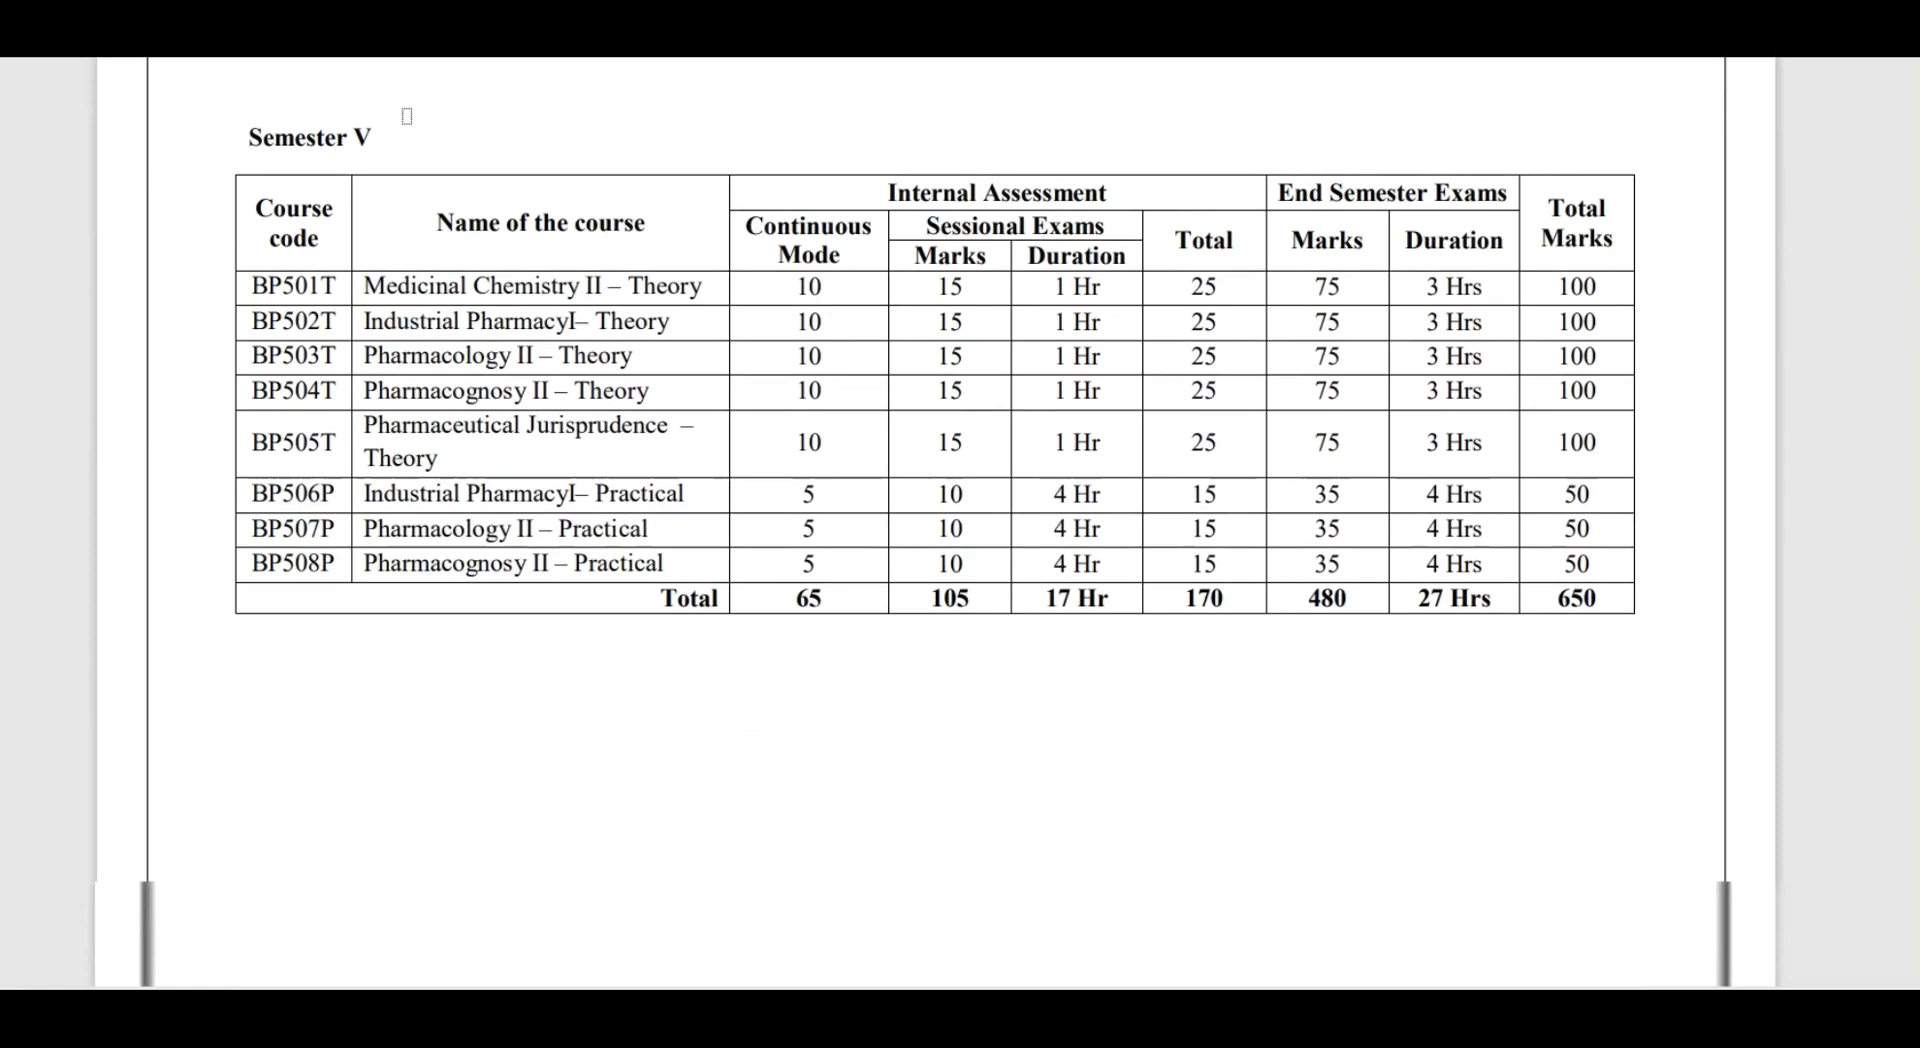 Semester V
Course code Name of the course Internal Assessment End Semester Exams Total Marks
Continuous Mode Sessional Exams Total Marks Duration
Marks Duration
BP501T Medicinal Chemistry II – Theory 10 15 1 Hr 25 75 3 Hrs 100
BP502T Industrial PharmacyI– Theory 10 15 1 Hr 25 75 3 Hrs 100
BP503T Pharmacology II – Theory 10 15 1 Hr 25 75 3 Hrs 100
BP504T Pharmacognosy II – Theory 10 15 1 Hr 25 75 3 Hrs 100
BP505T Pharmaceutical Jurisprudence – Theory 10 15 1 Hr 25 75 3 Hrs 100
BP506P Industrial PharmacyI– Practical 5 10 4 Hr 15 35 4 Hrs 50
BP507P Pharmacology II – Practical 5 10 4 Hr 15 35 4 Hrs 50
BP508P Pharmacognosy II – Practical 5 10 4 Hr 15 35 4 Hrs 50
Total 65 105 17 Hr 170 480 27 Hrs 650